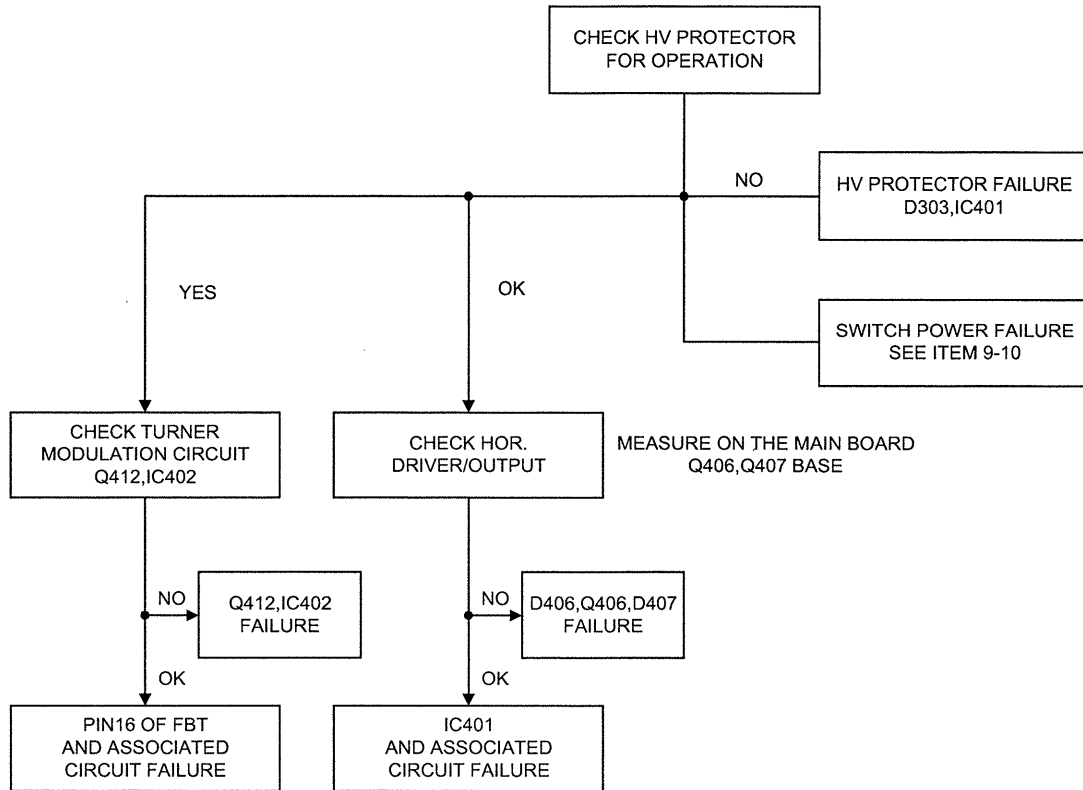 CHECK HV PROTECTOR
FOR OPERATION
NO
HV PROTECTOR FAILURE
D303,IC401
YES
OK
SWITCH POWER FAILURE
SEE ITEM 9-10
CHECK TURNER
MODULATION CIRCUIT
Q412,IC402
CHECK HOR.
DRIVER/OUTPUT
MEASURE ON THE MAIN BOARD
Q406,Q407 BASE
NO
Q412,IC402
FAILURE
NO
D406,Q406,D407
FAILURE
OK
OK
PIN16 OF FBT
AND ASSOCIATED
CIRCUIT FAILURE
IC401
AND ASSOCIATED
CIRCUIT FAILURE